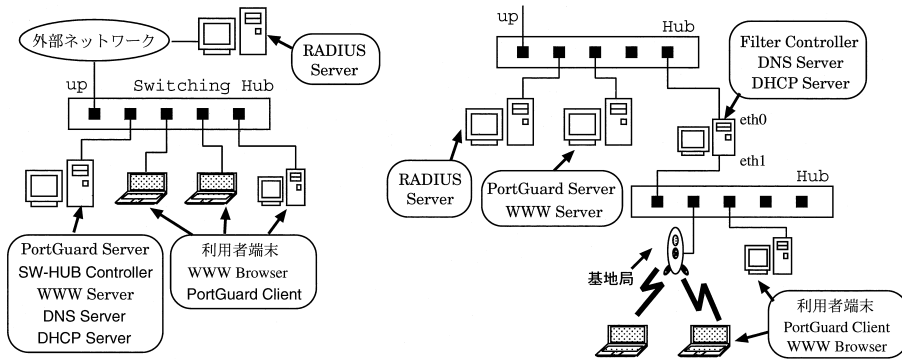 外部ネットワーク
RADIUS
Server
up
Switching Hub
PortGuard Server
SW-HUB Controller
WWW Server
DNS Server
DHCP Server
利用者端末
WWW Browser
PortGuard Client
up
Hub
Filter Controller
DNS Server
DHCP Server
eth0
eth1
RADIUS
Server
PortGuard Server
WWW Server
Hub
基地局
利用者端末
PortGuard Client
WWW Browser